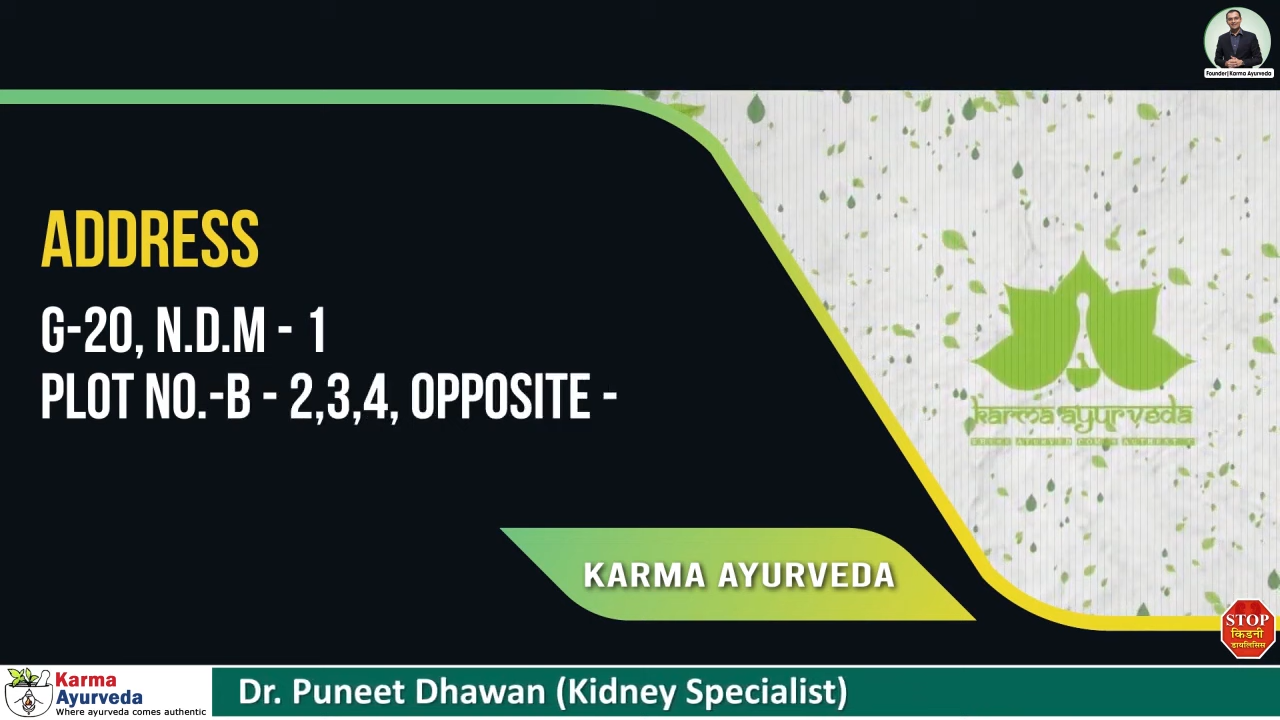 Founder|Karma Ayurveda
ADDRESS
G-20, N.D.M - 1
PLOT NO.-B - 2,3,4, OPPOSITE -
karma ayurveda
KARMA AYURVEDA
STOP
किडनी
डायलिसिस
Karma
Ayurveda
Where ayurveda comes authentic
Dr. Puneet Dhawan (Kidney Specialist)